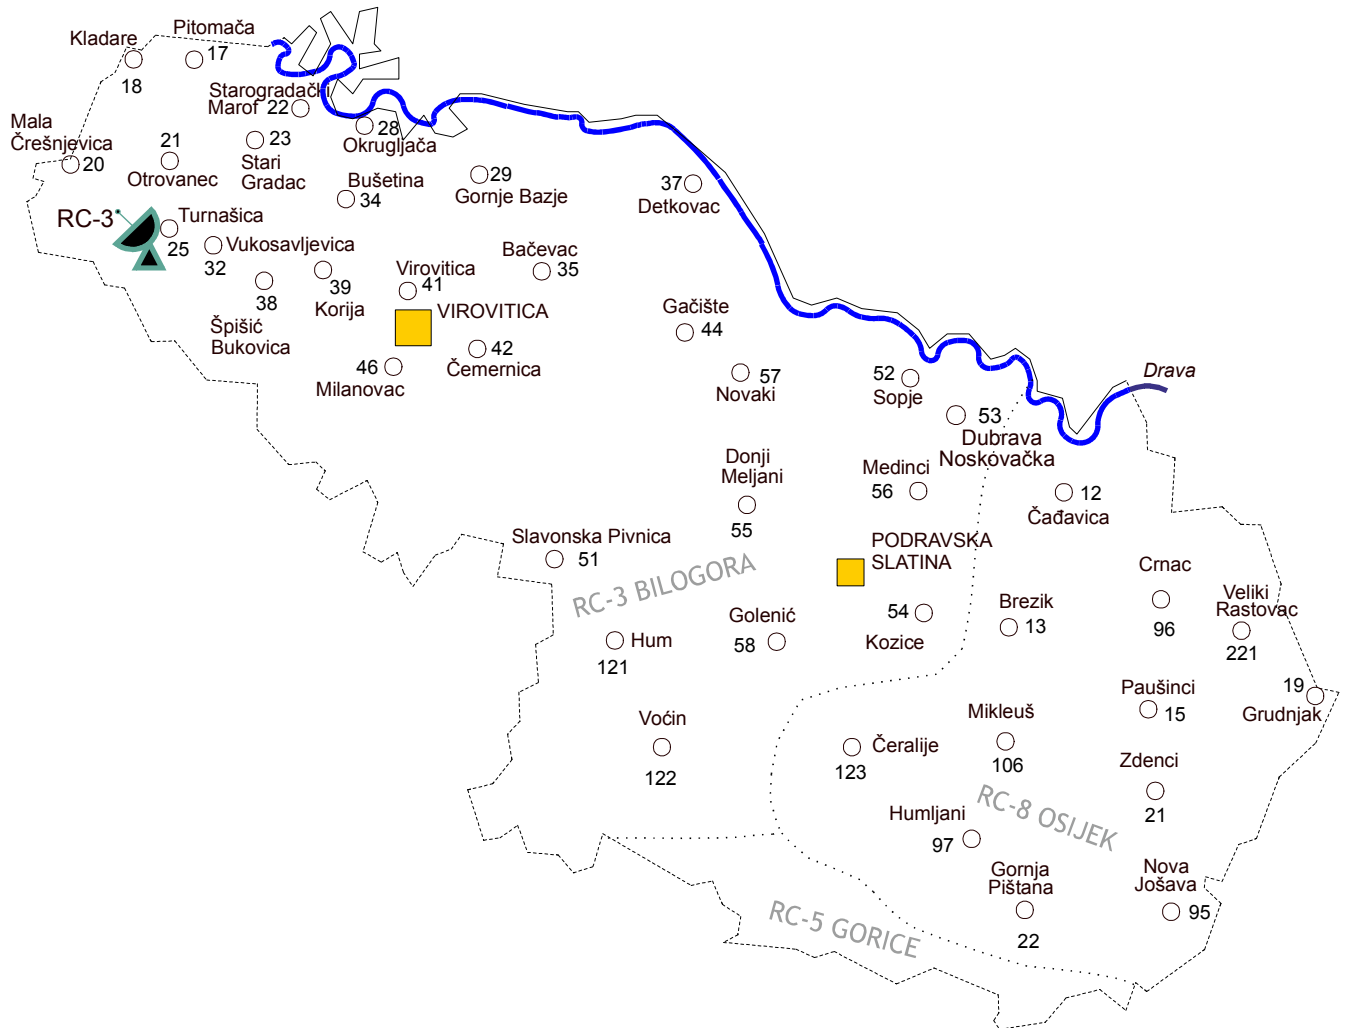 Pitomača
Kladare
17
18
Starogradački
Marof 22
Mala
Črešnjevica
20
21
Otrovanec
23
Stari
Gradac
28
Okrugljača
Bušetina
34
29
Gornje Bazje
37
Detkovac
RC-3
Turnašica
25
Vukosavljevica
32
38
Špišić
Bukovica
39
Korija
Virovitica
41
VIROVITICA
Bačevac
35
46
Milanovac
42
Čemernica
Gačište
44
57
Novaki
52
Sopje
Drava
53
Dubrava
Noskovačka
Donji
Meljani
55
Medinci
56
12
Čađavica
Slavonska Pivnica
51
PODRAVSKA
SLATINA
RC-3 BILOGORA
Crnac
96
Veliki
Rastovac
221
Golenić
58
54
Kozice
Brezik
13
Hum
121
19
Grudnjak
Paušinci
15
Voćin
122
Čeralije
123
Mikleuš
106
Zdenci
21
RC-8 OSIJEK
Humljani
97
Gornja
Pištana
22
Nova
Jošava
95
RC-5 GORICE